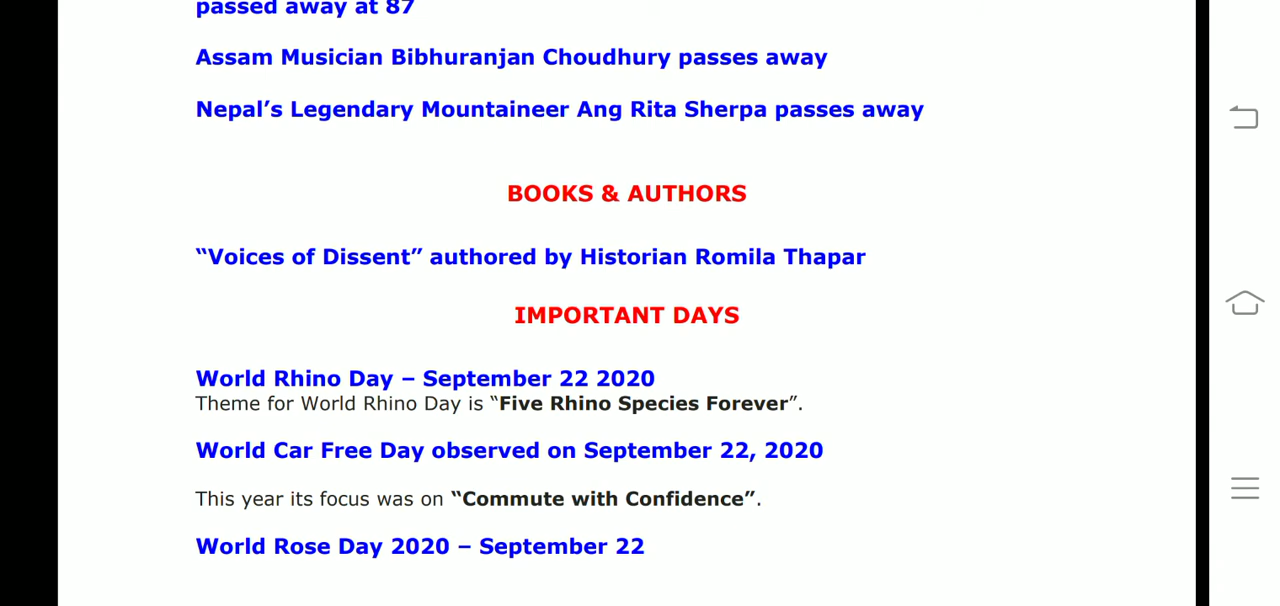 passed away at 87
Assam Musician Bibhuranjan Choudhury passes away
Nepal’s Legendary Mountaineer Ang Rita Sherpa passes away
BOOKS & AUTHORS
“Voices of Dissent” authored by Historian Romila Thapar
IMPORTANT DAYS
World Rhino Day – September 22 2020
Theme for World Rhino Day is “Five Rhino Species Forever”.
World Car Free Day observed on September 22, 2020
This year its focus was on “Commute with Confidence”.
World Rose Day 2020 – September 22